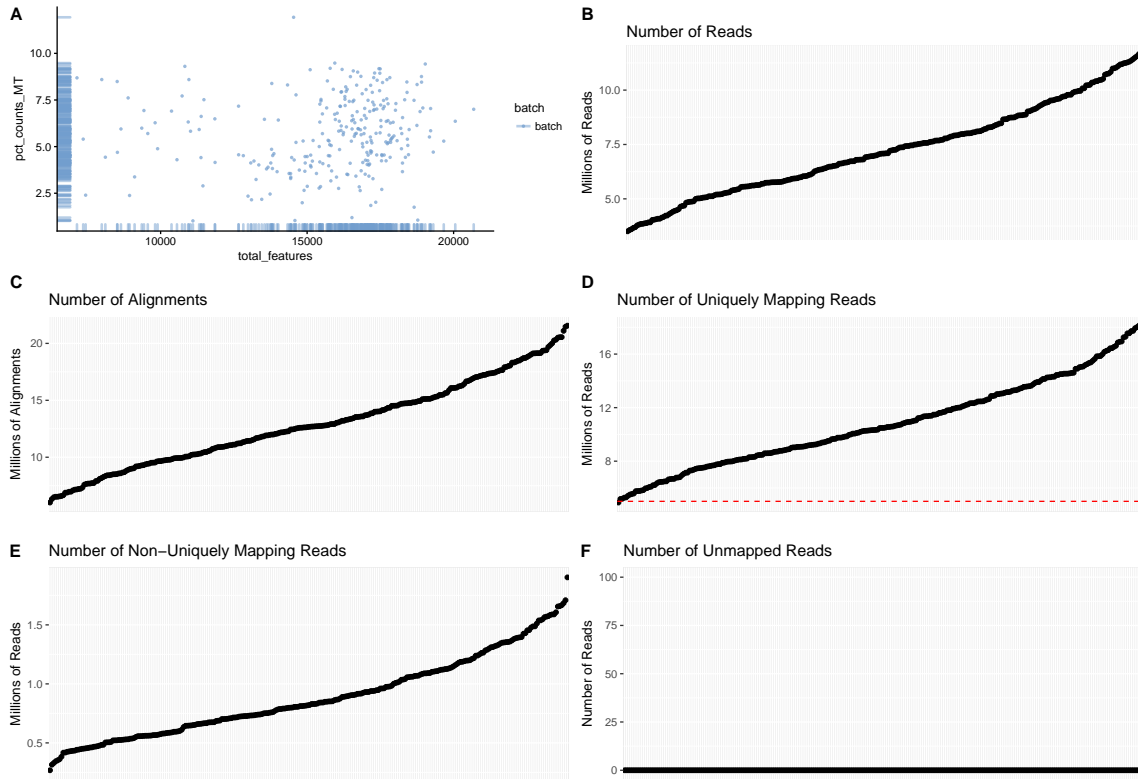 A
pct_counts_MT
10.0
7.5
5.0
2.5
10000
15000
20000
total_features
batch
batch
B
Number of Reads
Millions of Reads
10.0
7.5
5.0
C
Number of Alignments
Millions of Alignments
20
15
10
D
Number of Uniquely Mapping Reads
Millions of Reads
16
12
8
E
Number of Non−Uniquely Mapping Reads
Millions of Reads
1.5
1.0
0.5
F
Number of Unmapped Reads
Number of Reads
100
75
50
25
0